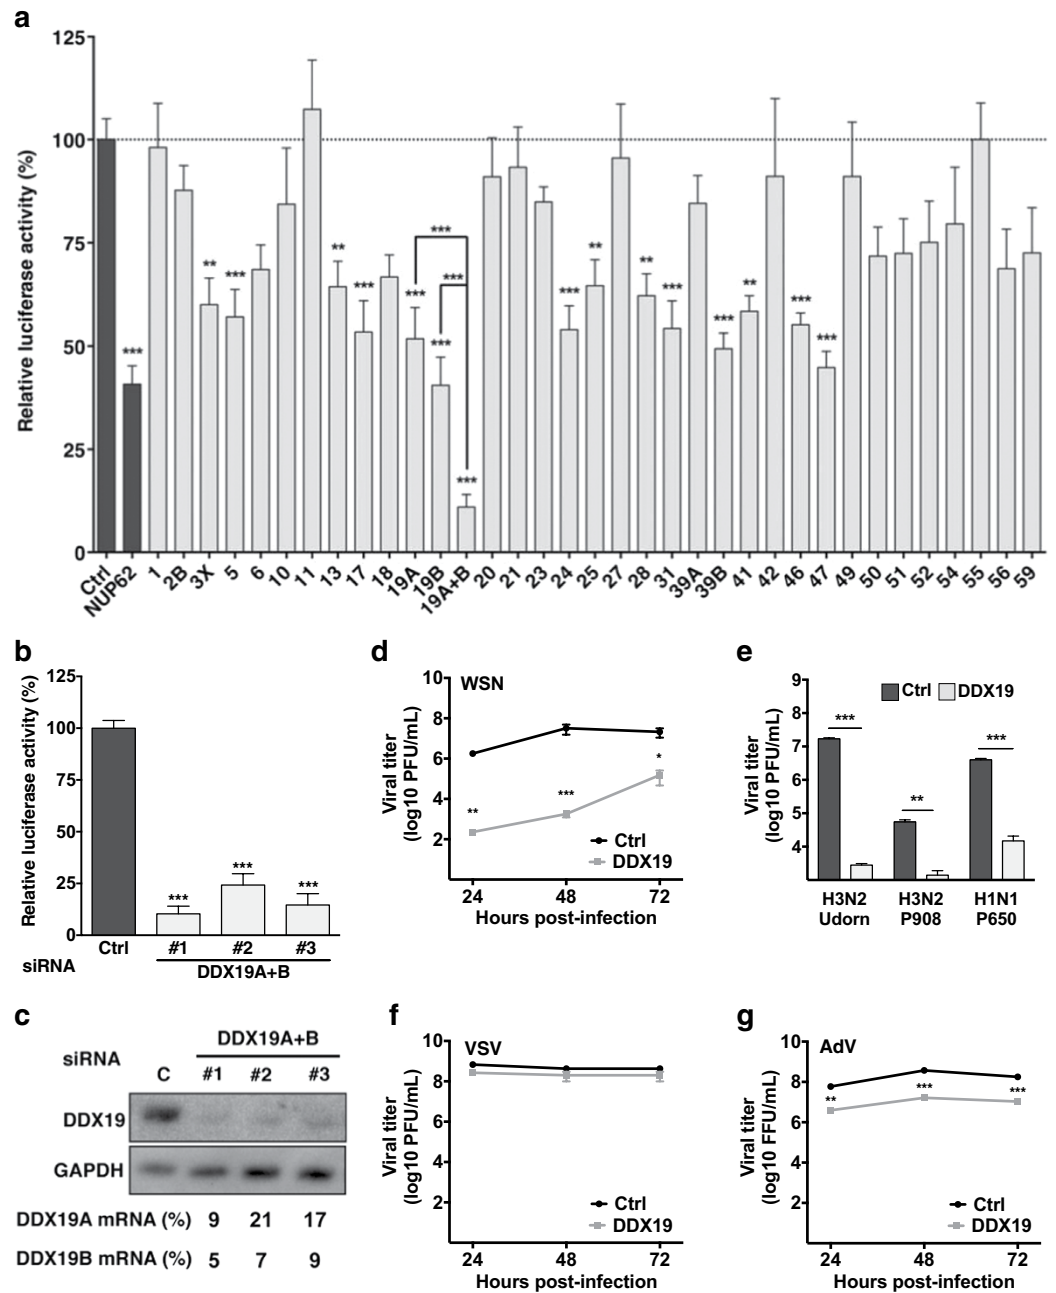 a
Relative luciferase activity (%)
125
100
75
50
25
0
*** ** *** ** *** *** *** *** *** *** *** ** ** *** *** ** *** ***
Ctrl NUP62 1 2B 3X 5 6 10 11 13 17 18 19A 19B 19A+B 20 21 23 24 25 27 28 31 39A 39B 41 42 46 47 49 50 51 52 54 55 56 59
b
Relative luciferase activity (%)
125
100
75
50
25
0
*** *** ***
Ctrl #1 #2 #3
siRNA DDX19A+B
c
DDX19A+B
siRNA
C #1 #2 #3
DDX19
GAPDH
DDX19A mRNA (%) 9 21 17
DDX19B mRNA (%) 5 7 9
d
WSN
Viral titer
(log10 PFU/mL)
10
8
6
4
2
** *** *
Ctrl
DDX19
24 48 72
Hours post-infection
e
Ctrl DDX19
Viral titer
(log10 PFU/mL)
9
8
7
6
5
4
*** ** ***
H3N2 H3N2 H1N1
Udorn P908 P650
f
VSV
Viral titer
(log10 PFU/mL)
10
8
6
4
2
Ctrl
DDX19
24 48 72
Hours post-infection
g
AdV
Viral titer
(log10 FFU/mL)
10
8
6
4
2
** *** ***
Ctrl
DDX19
24 48 72
Hours post-infection